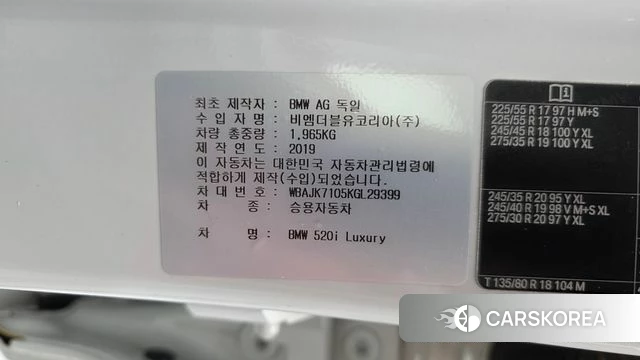 최초 제작자 : BMW AG 독일
수 입 자 명 : 비엠더블유코리아(주)
차량 총중량 : 1,965KG
제 작 연 도 : 2019
이 자동차는 대한민국 자동차관리법령에
적합하게 제작(수입)되었습니다.
차 대 번 호 : WBAJK7105KGL29399
차 종 : 승용자동차
차 명 : BMW 520i Luxury
225/55 R 17 97 H M+S
225/55 R 17 97 Y
245/45 R 18 100 Y XL
275/35 R 19 100 Y XL
245/35 R 20 95 Y XL
245/40 R 19 98 V M+S XL
275/30 R 20 97 Y XL
T 135/80 R 18 104 M
CARSKOREA